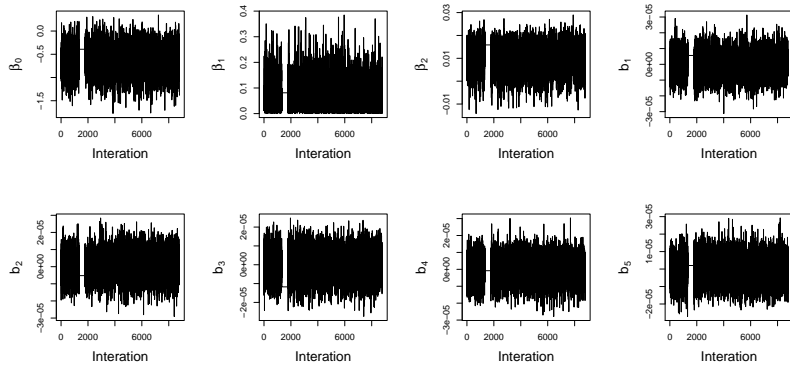 β0
0.0
−0.5
−1.5
0 2000 6000
Interation
β1
0.4
0.3
0.2
0.1
0.0
0 2000 6000
Interation
β2
0.03
0.01
−0.01
0 2000 6000
Interation
b1
3e−05
0e+00
−3e−05
0 2000 6000
Interation
b2
2e−05
0e+00
−3e−05
0 2000 6000
Interation
b3
2e−05
0e+00
−2e−05
0 2000 6000
Interation
b4
3e−05
0e+00
−3e−05
0 2000 6000
Interation
b5
3e−05
1e−05
−2e−05
0 2000 6000
Interation